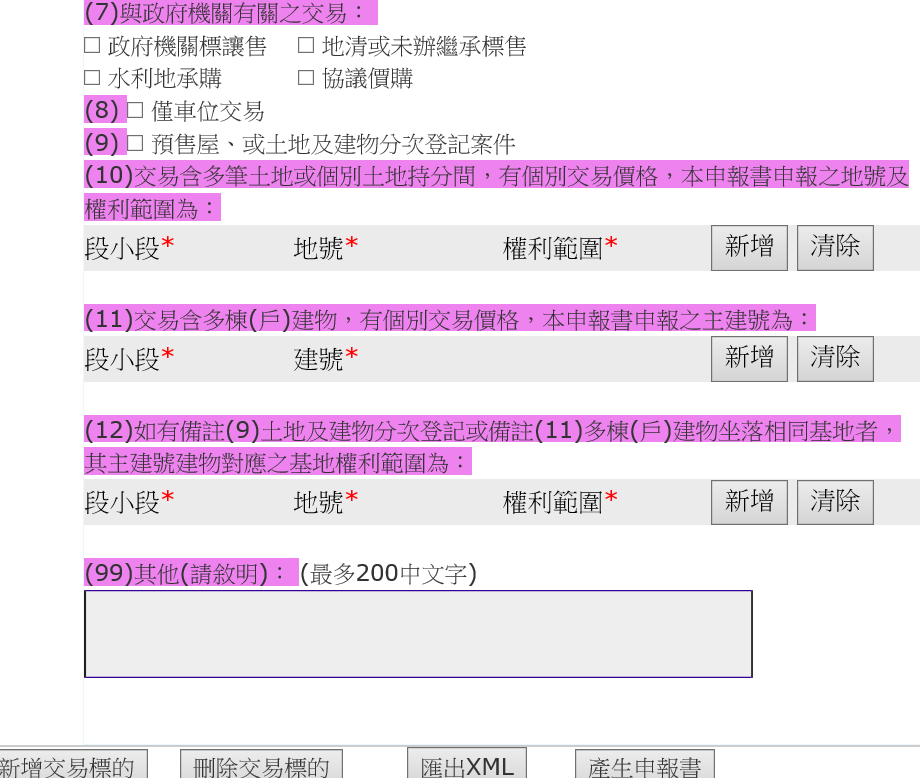 (7)與政府機關有關之交易：
□ 政府機關標讓售 □ 地清或未辦繼承標售
□ 水利地承購 □ 協議價購
(8) □ 僅車位交易
(9) □ 預售屋、或土地及建物分次登記案件
(10)交易含多筆土地或個別土地持分間，有個別交易價格，本申報書申報之地號及
權利範圍為：
段小段* 地號* 權利範圍* 新增 清除
(11)交易含多棟(戶)建物，有個別交易價格，本申報書申報之主建號為：
段小段* 建號* 新增 清除
(12)如有備註(9)土地及建物分次登記或備註(11)多棟(戶)建物坐落相同基地者，
其主建號建物對應之基地權利範圍為：
段小段* 地號* 權利範圍* 新增 清除
(99)其他(請敘明)： (最多200中文字)
新增交易標的 刪除交易標的 匯出XML 產生申報書